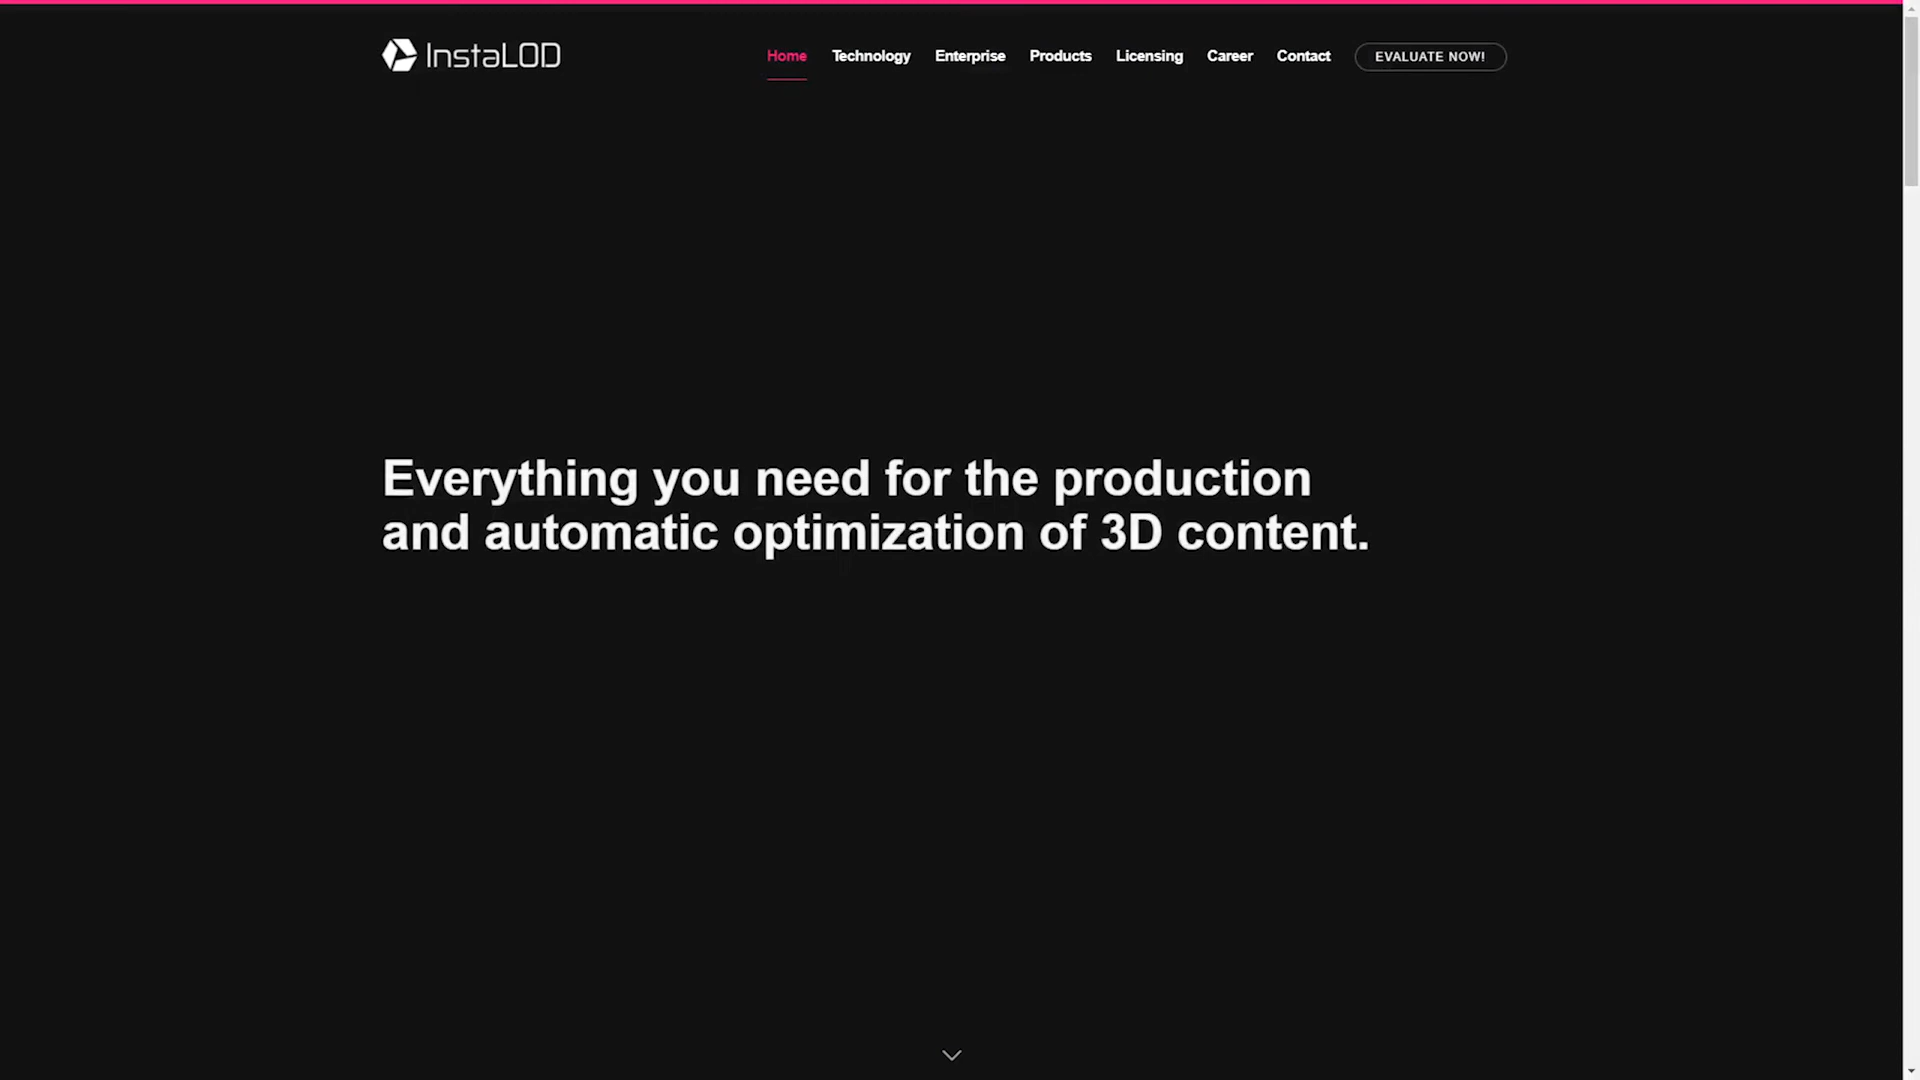 InstaLOD
Home Technology Enterprise Products Licensing Career Contact EVALUATE NOW!
Everything you need for the production
and automatic optimization of 3D content.